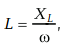 L = X_L / ω,